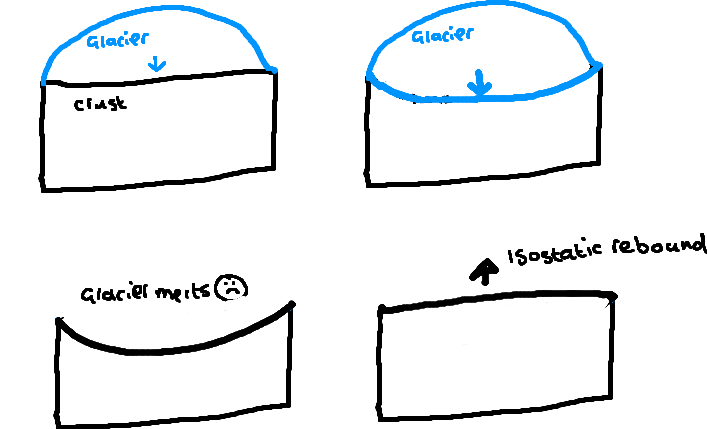 Glacier
Glacier
crust
Glacier melts
Isostatic rebound